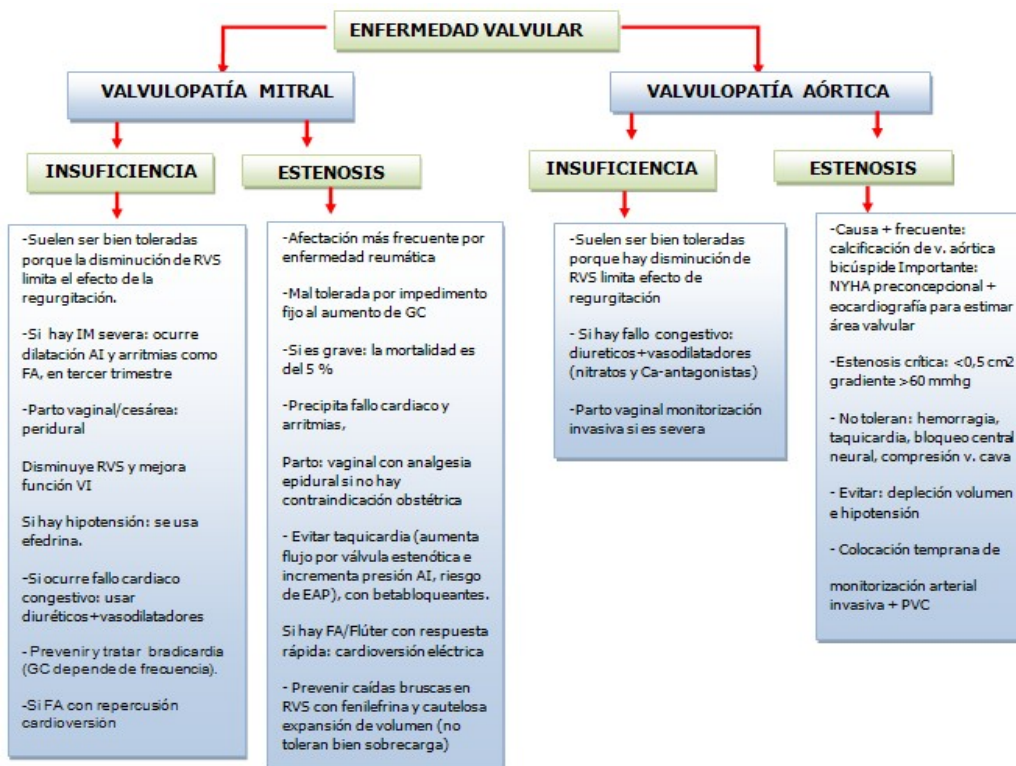 ENFERMEDAD VALVULAR
VALVULOPATÍA MITRAL
VALVULOPATÍA AÓRTICA
INSUFICIENCIA
-Suelen ser bien toleradas
porque la disminución de RVS
limita el efecto de la
regurgitación.
-Si hay IM severa: ocurre
dilatación AI y arritmias como
FA, en tercer trimestre
-Parto vaginal/cesárea:
peridural
Disminuye RVS y mejora
función VI
Si hay hipotensión: se usa
efedrina.
-Si ocurre fallo cardiaco
congestivo: usar
diuréticos+vasodilatadores
- Prevenir y tratar bradicardia
(GC depende de frecuencia).
-Si FA con repercusión
cardioversión
ESTENOSIS
-Afectación más frecuente por
enfermedad reumática
-Mal tolerada por impedimento
fijo al aumento de GC
-Si es grave: la mortalidad es
del 5 %
-Precipita fallo cardiaco y
arritmias,
Parto: vaginal con analgesia
epidural si no hay
contraindicación obstétrica
- Evitar taquicardia (aumenta
flujo por válvula estenótica e
incrementa presión AI, riesgo
de EAP), con betabloqueantes.
Si hay FA/Flúter con respuesta
rápida: cardioversión eléctrica
- Prevenir caídas bruscas en
RVS con fenilefrina y cautelosa
expansión de volumen (no
toleran bien sobrecarga)
INSUFICIENCIA
-Suelen ser bien toleradas
porque hay disminución de
RVS limita efecto de
regurgitación
- Si hay fallo congestivo:
diureticos+vasodilatadores
(nitratos y Ca-antagonistas)
-Parto vaginal monitorización
invasiva si es severa
ESTENOSIS
-Causa + frecuente:
calcificación de v. aórtica
bicúspide Importante:
NYHA preconcepcional +
eocardiografía para estimar
área valvular
-Estenosis crítica: <0,5 cm2
gradiente >60 mmhg
- No toleran: hemorragia,
taquicardia, bloqueo central
neural, compresión v. cava
- Evitar: depleción volumen
e hipotensión
- Colocación temprana de
monitorización arterial
invasiva + PVC